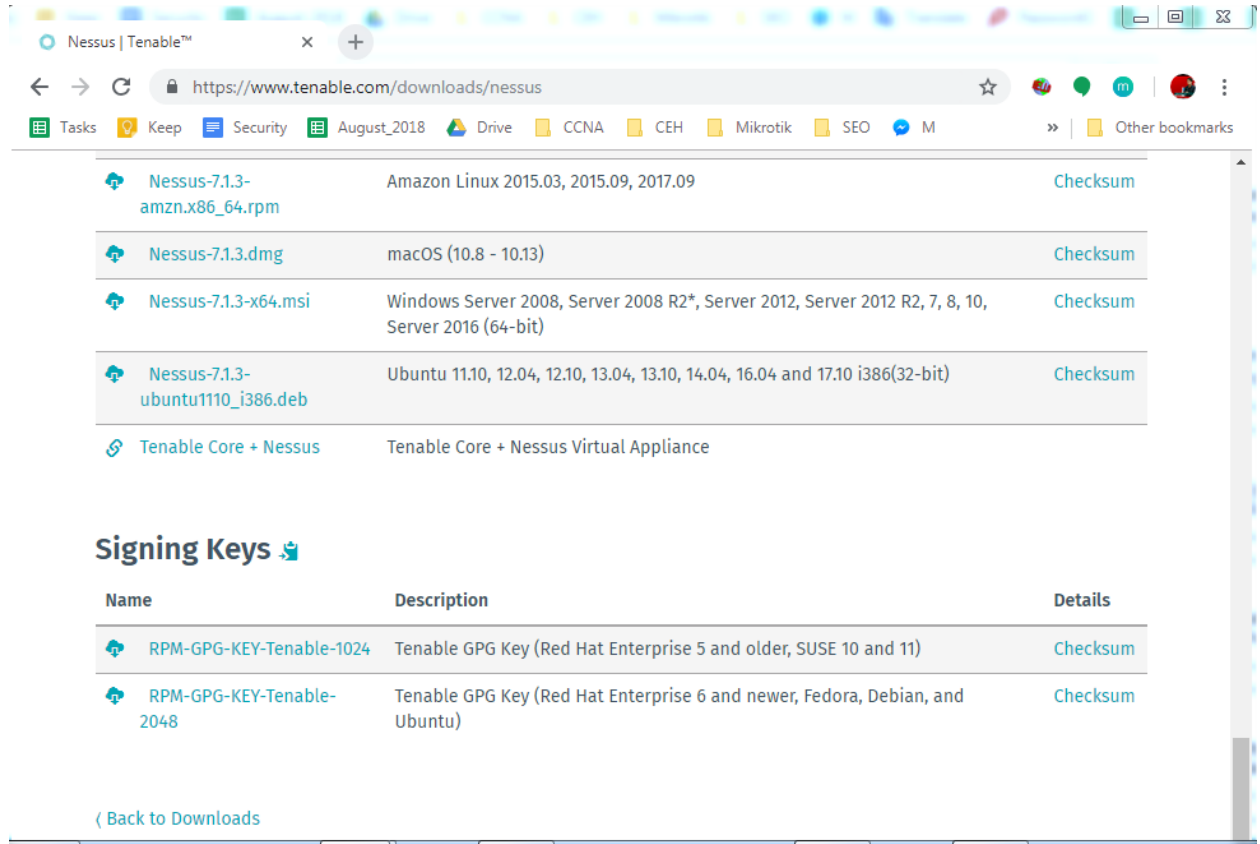 Nessus | Tenable™
https://www.tenable.com/downloads/nessus
Tasks Keep Security August_2018 Drive CCNA CEH Mikrotik SEO M » Other bookmarks
Nessus-7.1.3- Amazon Linux 2015.03, 2015.09, 2017.09 Checksum
amzn.x86_64.rpm
Nessus-7.1.3.dmg macOS (10.8 - 10.13) Checksum
Nessus-7.1.3-x64.msi Windows Server 2008, Server 2008 R2*, Server 2012, Server 2012 R2, 7, 8, 10, Checksum
Server 2016 (64-bit)
Nessus-7.1.3- Ubuntu 11.10, 12.04, 12.10, 13.04, 13.10, 14.04, 16.04 and 17.10 i386(32-bit) Checksum
ubuntu1110_i386.deb
Tenable Core + Nessus Tenable Core + Nessus Virtual Appliance
Signing Keys
Name Description Details
RPM-GPG-KEY-Tenable-1024 Tenable GPG Key (Red Hat Enterprise 5 and older, SUSE 10 and 11) Checksum
RPM-GPG-KEY-Tenable- Tenable GPG Key (Red Hat Enterprise 6 and newer, Fedora, Debian, and Checksum
2048 Ubuntu)
⟨ Back to Downloads